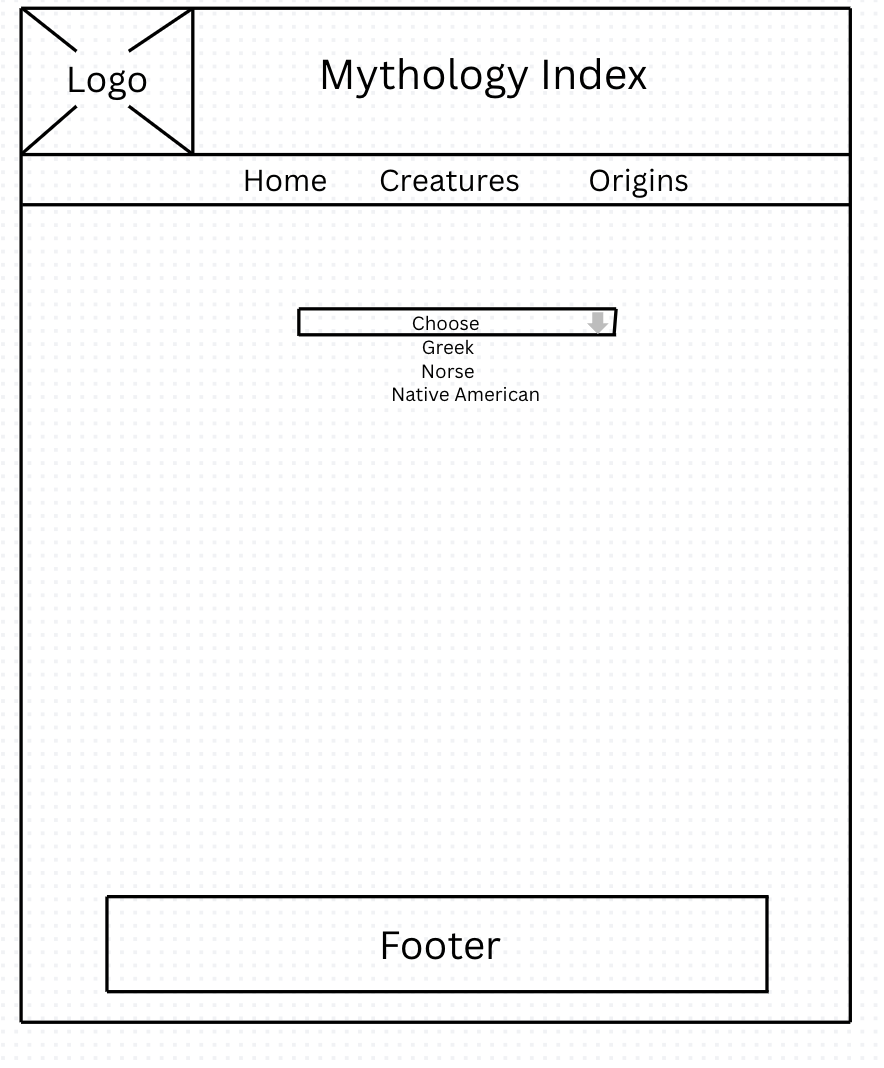 Logo
Mythology Index
Home Creatures Origins
Choose
Greek
Norse
Native American
Footer